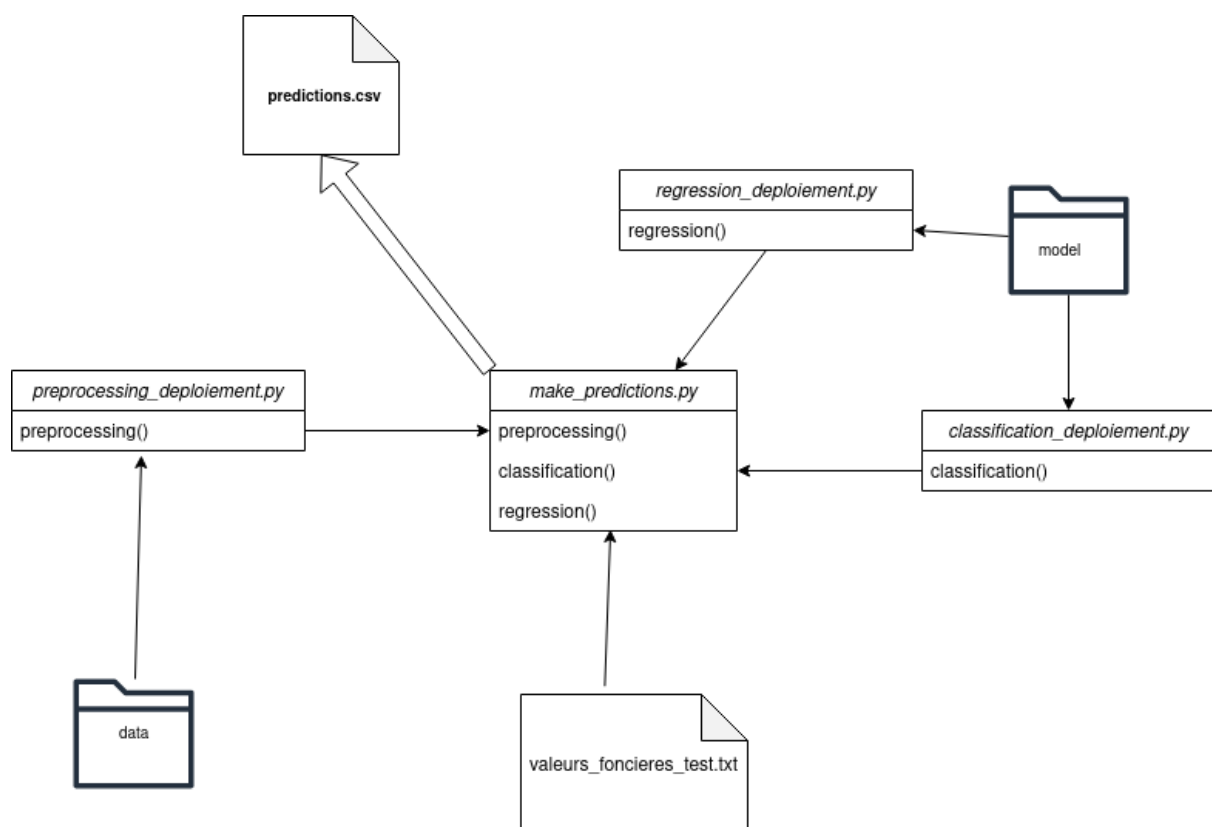 predictions.csv
regression_deploiement.py
regression()
model
preprocessing_deploiement.py
preprocessing()
make_predictions.py
preprocessing()
classification()
regression()
classification_deploiement.py
classification()
data
valeurs_foncieres_test.txt